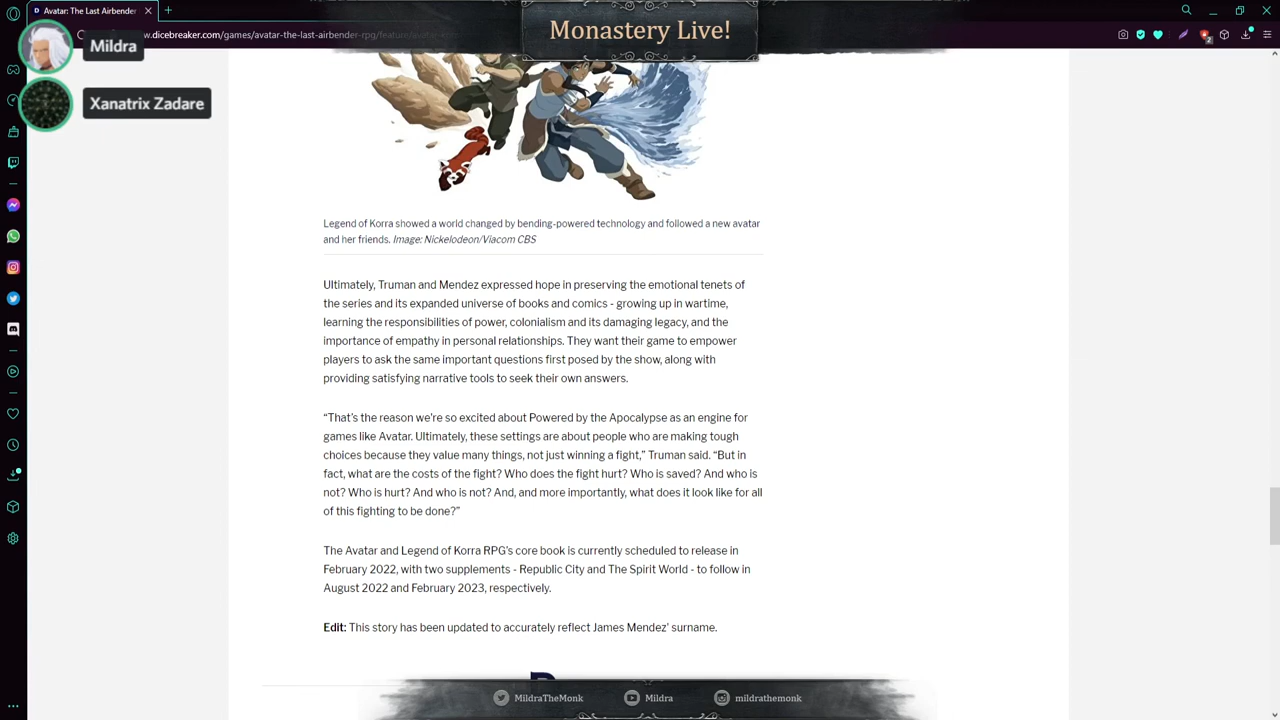 Avatar: The Last Airbender
Monastery Live!
Mildra
w.dicebreaker.com/games/avatar-the-last-airbender-rpg/feature/
Xanatrix Zadare
Legend of Korra showed a world changed by bending-powered technology and followed a new avatar
and her friends. Image: Nickelodeon/Viacom CBS
Ultimately, Truman and Mendez expressed hope in preserving the emotional tenets of
the series and its expanded universe of books and comics - growing up in wartime,
learning the responsibilities of power, colonialism and its damaging legacy, and the
importance of empathy in personal relationships. They want their game to empower
players to ask the same important questions first posed by the show, along with
providing satisfying narrative tools to seek their own answers.
“That’s the reason we’re so excited about Powered by the Apocalypse as an engine for
games like Avatar. Ultimately, these settings are about people who are making tough
choices because they value many things, not just winning a fight,” Truman said. “But in
fact, what are the costs of the fight? Who does the fight hurt? Who is saved? And who is
not? Who is hurt? And who is not? And, and more importantly, what does it look like for all
of this fighting to be done?”
The Avatar and Legend of Korra RPG’s core book is currently scheduled to release in
February 2022, with two supplements - Republic City and The Spirit World - to follow in
August 2022 and February 2023, respectively.
Edit: This story has been updated to accurately reflect James Mendez’ surname.
MildraTheMonk
Mildra
mildrathemonk